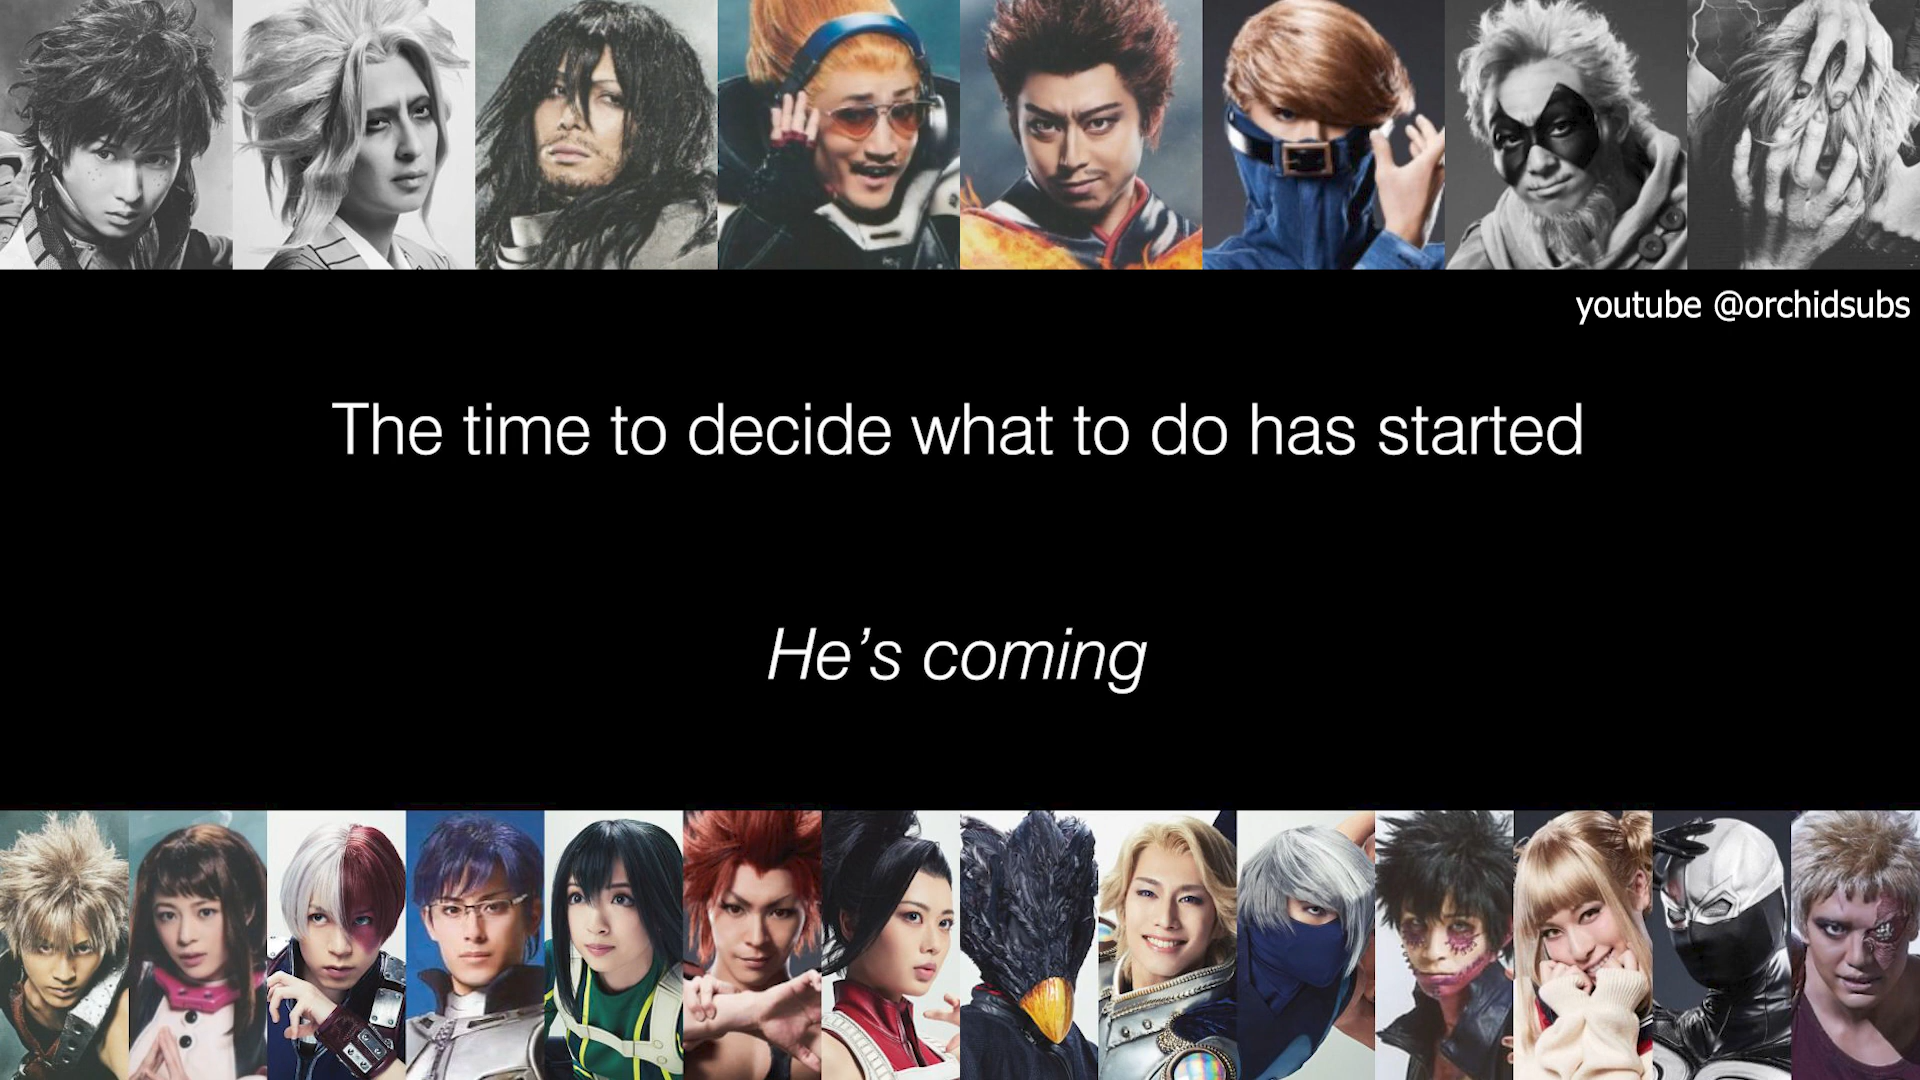 youtube @orchidsubs
The time to decide what to do has started
He's coming